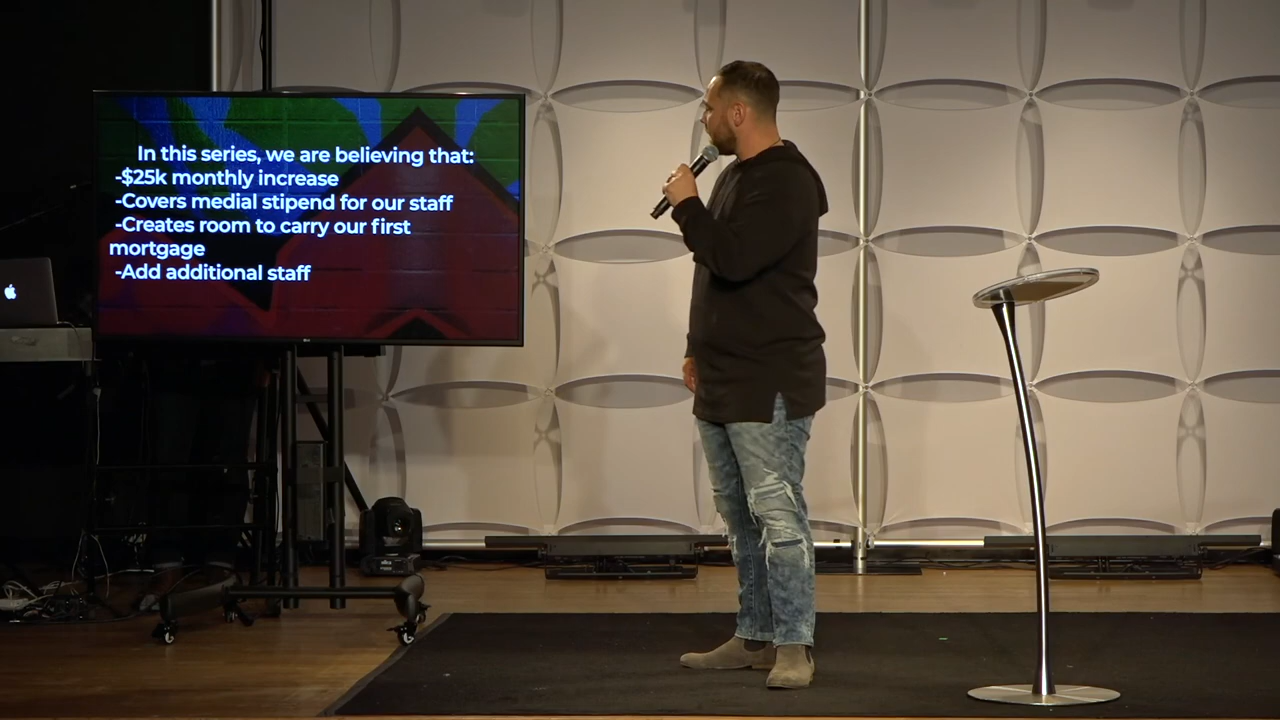 In this series, we are believing that:
-$25k monthly increase
-Covers medial stipend for our staff
-Creates room to carry our first
mortgage
-Add additional staff